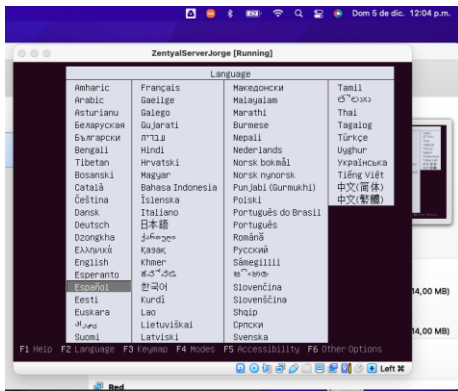 Dom 5 de dic. 12:04 p.m.
ZentyalServerJorge [Running]
Language
Amharic
Arabic
Asturianu
Беларуская
Български
Bengali
Tibetan
Bosanski
Català
Čeština
Dansk
Deutsch
Dzongkha
Ελληνικά
English
Esperanto
Español
Eesti
Euskara
Suomi
Français
Gaeilge
Galego
Gujarati
עברית
Hindi
Hrvatski
Magyar
Bahasa Indonesia
Íslenska
Italiano
日本語
ქართული
Қазақ
Khmer
ಕನ್ನಡ
한국어
Kurdî
Lao
Lietuviškai
Latviski
Македонски
Malayalam
Marathi
Burmese
Nepali
Nederlands
Norsk bokmål
Norsk nynorsk
Punjabi (Gurmukhi)
Polski
Português do Brasil
Português
Română
Русский
Sámegillii
සිංහල
Slovenčina
Slovenščina
Shqip
Српски
Svenska
Tamil
తెలుగు
Thai
Tagalog
Türkçe
Uyghur
Українська
Tiếng Việt
中文(简体)
中文(繁體)
F1 Help F2 Language F3 Keymap F4 Modes F5 Accessibility F6 Other Options
Left ⌘
14,00 MB)
14,00 MB)
Red